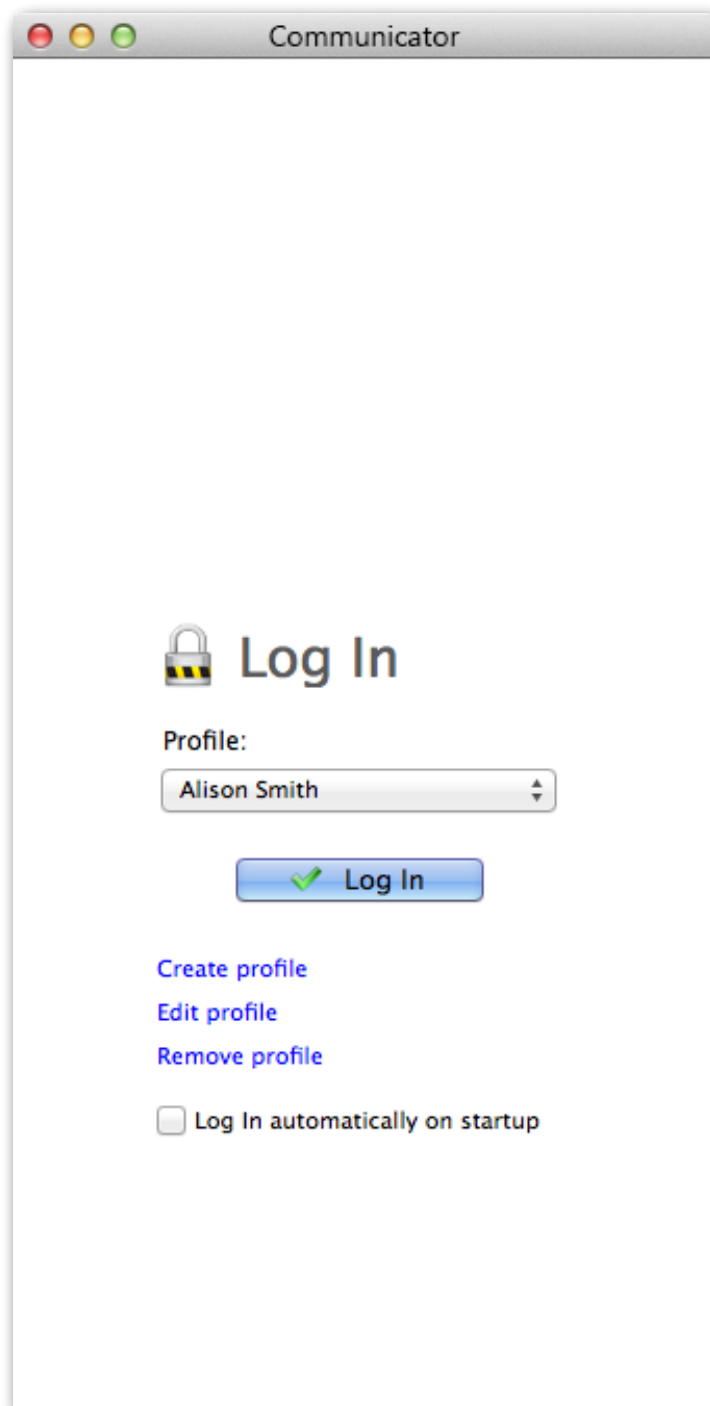 Communicator
Log In
Profile:
Alison Smith
Log In
Create profile
Edit profile
Remove profile
Log In automatically on startup